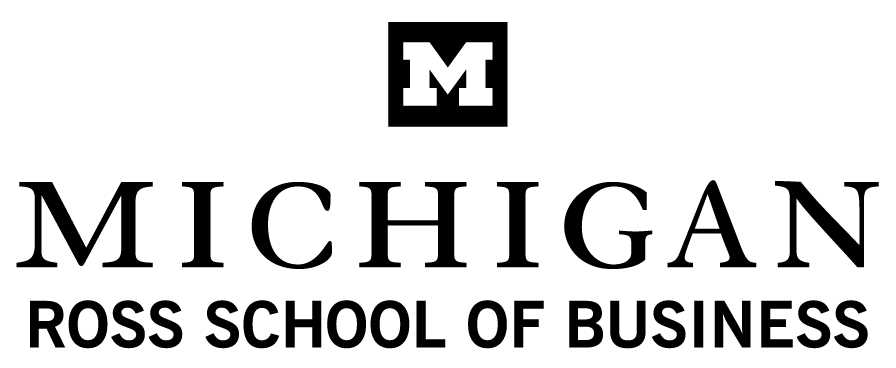 M
MICHIGAN
ROSS SCHOOL OF BUSINESS